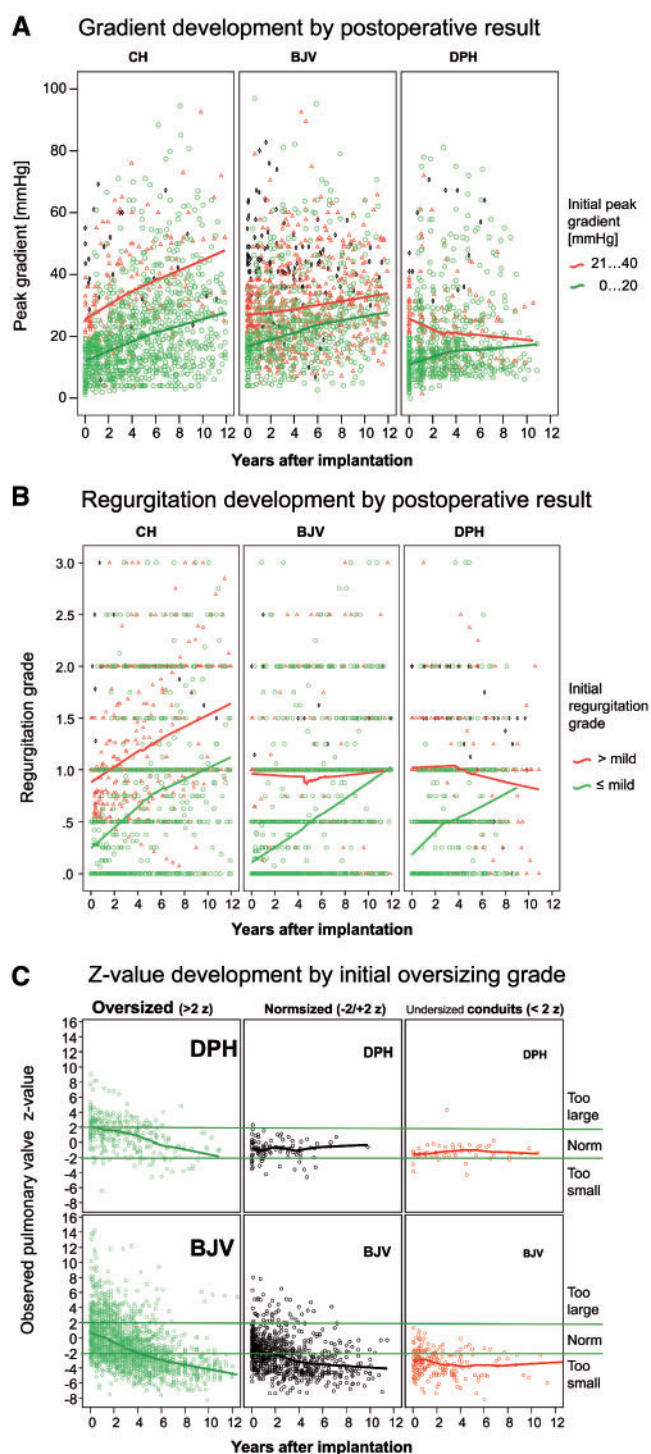 A Gradient development by postoperative result
CH BJV DPH
100
80
60
40
20
0
Peak gradient [mmHg]
0 2 4 6 8 10 12 0 2 4 6 8 10 12 0 2 4 6 8 10 12
Years after implantation
Initial peak
gradient
[mmHg]
21...40
0...20
B Regurgitation development by postoperative result
CH BJV DPH
3.0
2.5
2.0
1.5
1.0
.5
.0
Regurgitation grade
0 2 4 6 8 10 12 0 2 4 6 8 10 12 0 2 4 6 8 10 12
Years after implantation
Initial
regurgitation
grade
> mild
≤ mild
C Z-value development by initial oversizing grade
Oversized (>2 z) Normsized (-2/+2 z) Undersized conduits (< 2 z)
Observed pulmonary valve z-value
16
14
12
10
8
6
4
2
0
-2
-4
-6
-8
DPH DPH DPH
Too
large
Norm
Too
small
16
14
12
10
8
6
4
2
0
-2
-4
-6
-8
BJV BJV BJV
Too
large
Norm
Too
small
0 2 4 6 8 10 12 0 2 4 6 8 10 12 0 2 4 6 8 10 12
Years after implantation